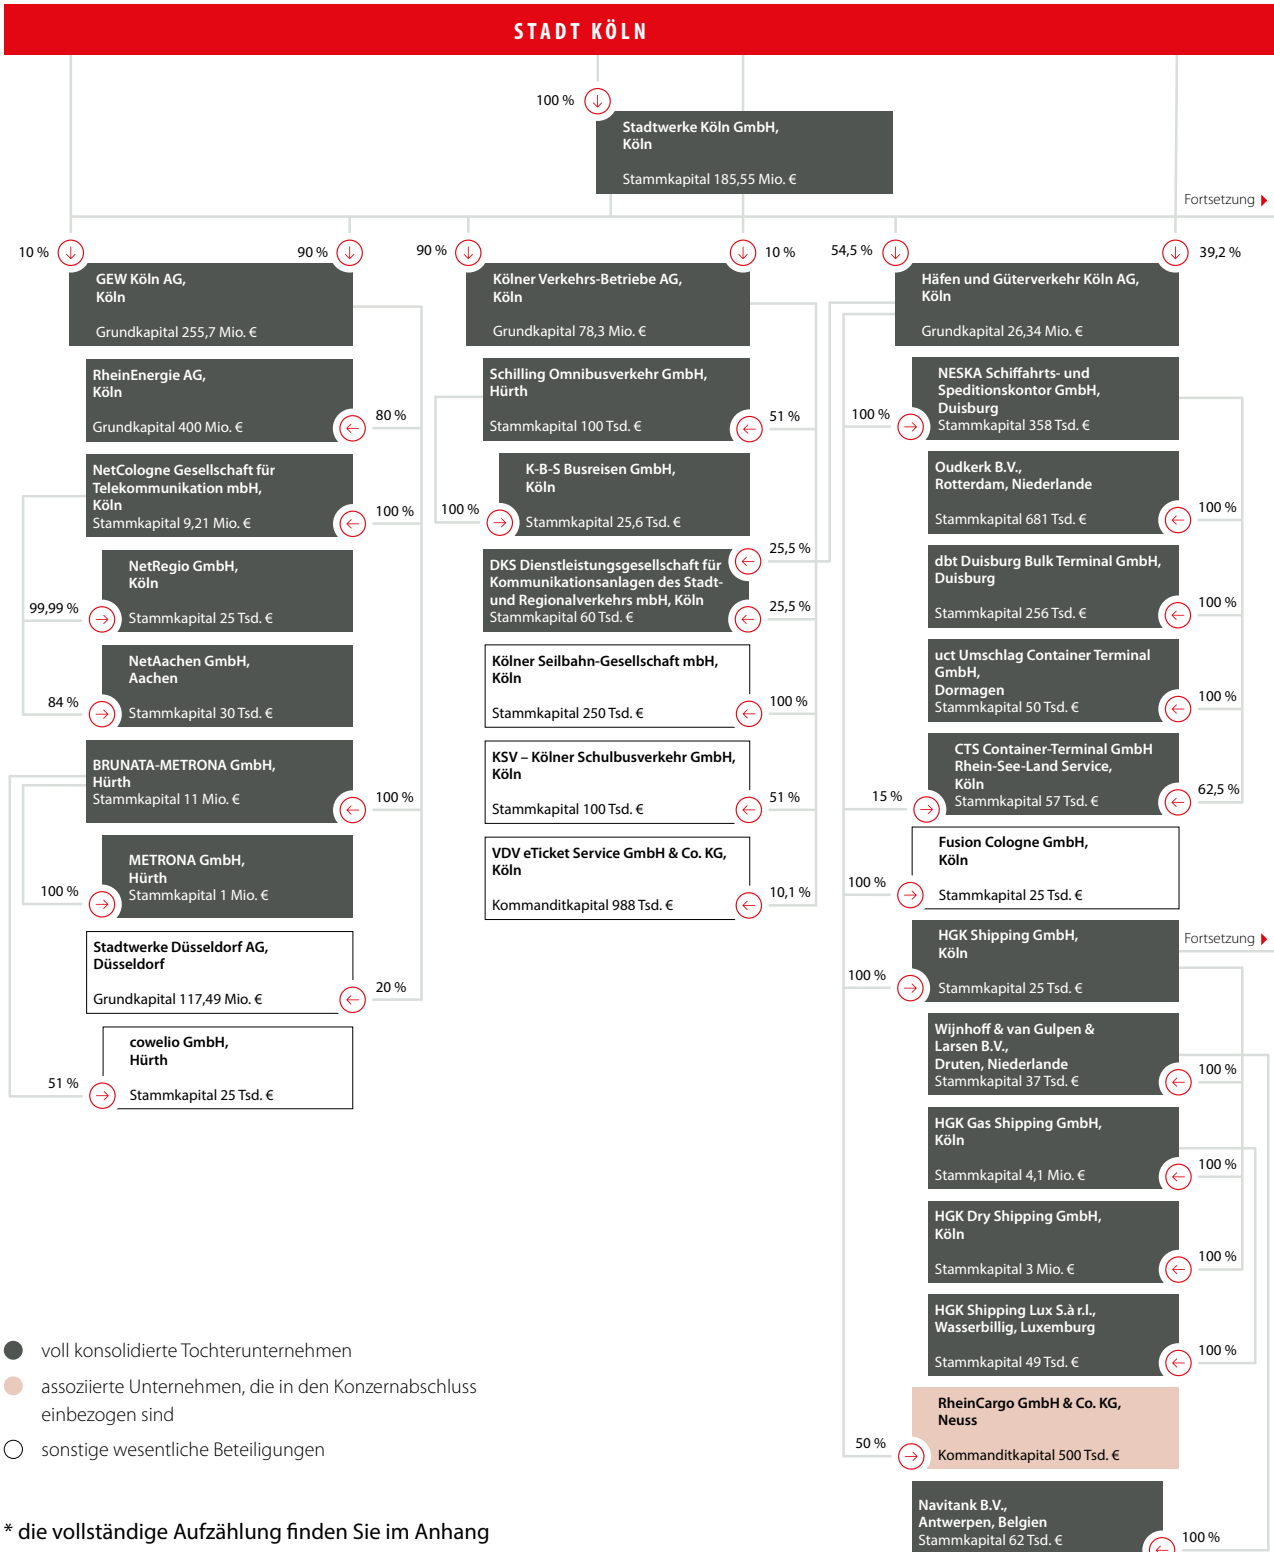 STADT KÖLN
100 %
Stadtwerke Köln GmbH,
Köln
Stammkapital 185,55 Mio. €
Fortsetzung
10 %
90 %
90 %
10 %
54,5 %
39,2 %
GEW Köln AG,
Köln
Grundkapital 255,7 Mio. €
RheinEnergie AG,
Köln
Grundkapital 400 Mio. €
80 %
NetCologne Gesellschaft für
Telekommunikation mbH,
Köln
Stammkapital 9,21 Mio. €
100 %
NetRegio GmbH,
Köln
Stammkapital 25 Tsd. €
99,99 %
NetAachen GmbH,
Aachen
Stammkapital 30 Tsd. €
84 %
BRUNATA-METRONA GmbH,
Hürth
Stammkapital 11 Mio. €
100 %
METRONA GmbH,
Hürth
Stammkapital 1 Mio. €
100 %
Stadtwerke Düsseldorf AG,
Düsseldorf
Grundkapital 117,49 Mio. €
20 %
cowelio GmbH,
Hürth
Stammkapital 25 Tsd. €
51 %
Kölner Verkehrs-Betriebe AG,
Köln
Grundkapital 78,3 Mio. €
Schilling Omnibusverkehr GmbH,
Hürth
Stammkapital 100 Tsd. €
51 %
K-B-S Busreisen GmbH,
Köln
Stammkapital 25,6 Tsd. €
100 %
DKS Dienstleistungsgesellschaft für
Kommunikationsanlagen des Stadt-
und Regionalverkehrs mbH, Köln
Stammkapital 60 Tsd. €
25,5 %
25,5 %
Kölner Seilbahn-Gesellschaft mbH,
Köln
Stammkapital 250 Tsd. €
100 %
KSV – Kölner Schulbusverkehr GmbH,
Köln
Stammkapital 100 Tsd. €
51 %
VDV eTicket Service GmbH & Co. KG,
Köln
Kommanditkapital 988 Tsd. €
10,1 %
Häfen und Güterverkehr Köln AG,
Köln
Grundkapital 26,34 Mio. €
NESKA Schiffahrts- und
Speditionskontor GmbH,
Duisburg
Stammkapital 358 Tsd. €
100 %
Oudkerk B.V.,
Rotterdam, Niederlande
Stammkapital 681 Tsd. €
100 %
dbt Duisburg Bulk Terminal GmbH,
Duisburg
Stammkapital 256 Tsd. €
100 %
uct Umschlag Container Terminal
GmbH,
Dormagen
Stammkapital 50 Tsd. €
100 %
CTS Container-Terminal GmbH
Rhein-See-Land Service,
Köln
Stammkapital 57 Tsd. €
15 %
62,5 %
Fusion Cologne GmbH,
Köln
Stammkapital 25 Tsd. €
100 %
HGK Shipping GmbH,
Köln
Stammkapital 25 Tsd. €
100 %
Fortsetzung
Wijnhoff & van Gulpen &
Larsen B.V.,
Druten, Niederlande
Stammkapital 37 Tsd. €
100 %
HGK Gas Shipping GmbH,
Köln
Stammkapital 4,1 Mio. €
100 %
HGK Dry Shipping GmbH,
Köln
Stammkapital 3 Mio. €
100 %
HGK Shipping Lux S.à r.l.,
Wasserbillig, Luxemburg
Stammkapital 49 Tsd. €
100 %
RheinCargo GmbH & Co. KG,
Neuss
Kommanditkapital 500 Tsd. €
50 %
Navitank B.V.,
Antwerpen, Belgien
Stammkapital 62 Tsd. €
100 %
voll konsolidierte Tochterunternehmen
assoziierte Unternehmen, die in den Konzernabschluss
einbezogen sind
sonstige wesentliche Beteiligungen
* die vollständige Aufzählung finden Sie im Anhang